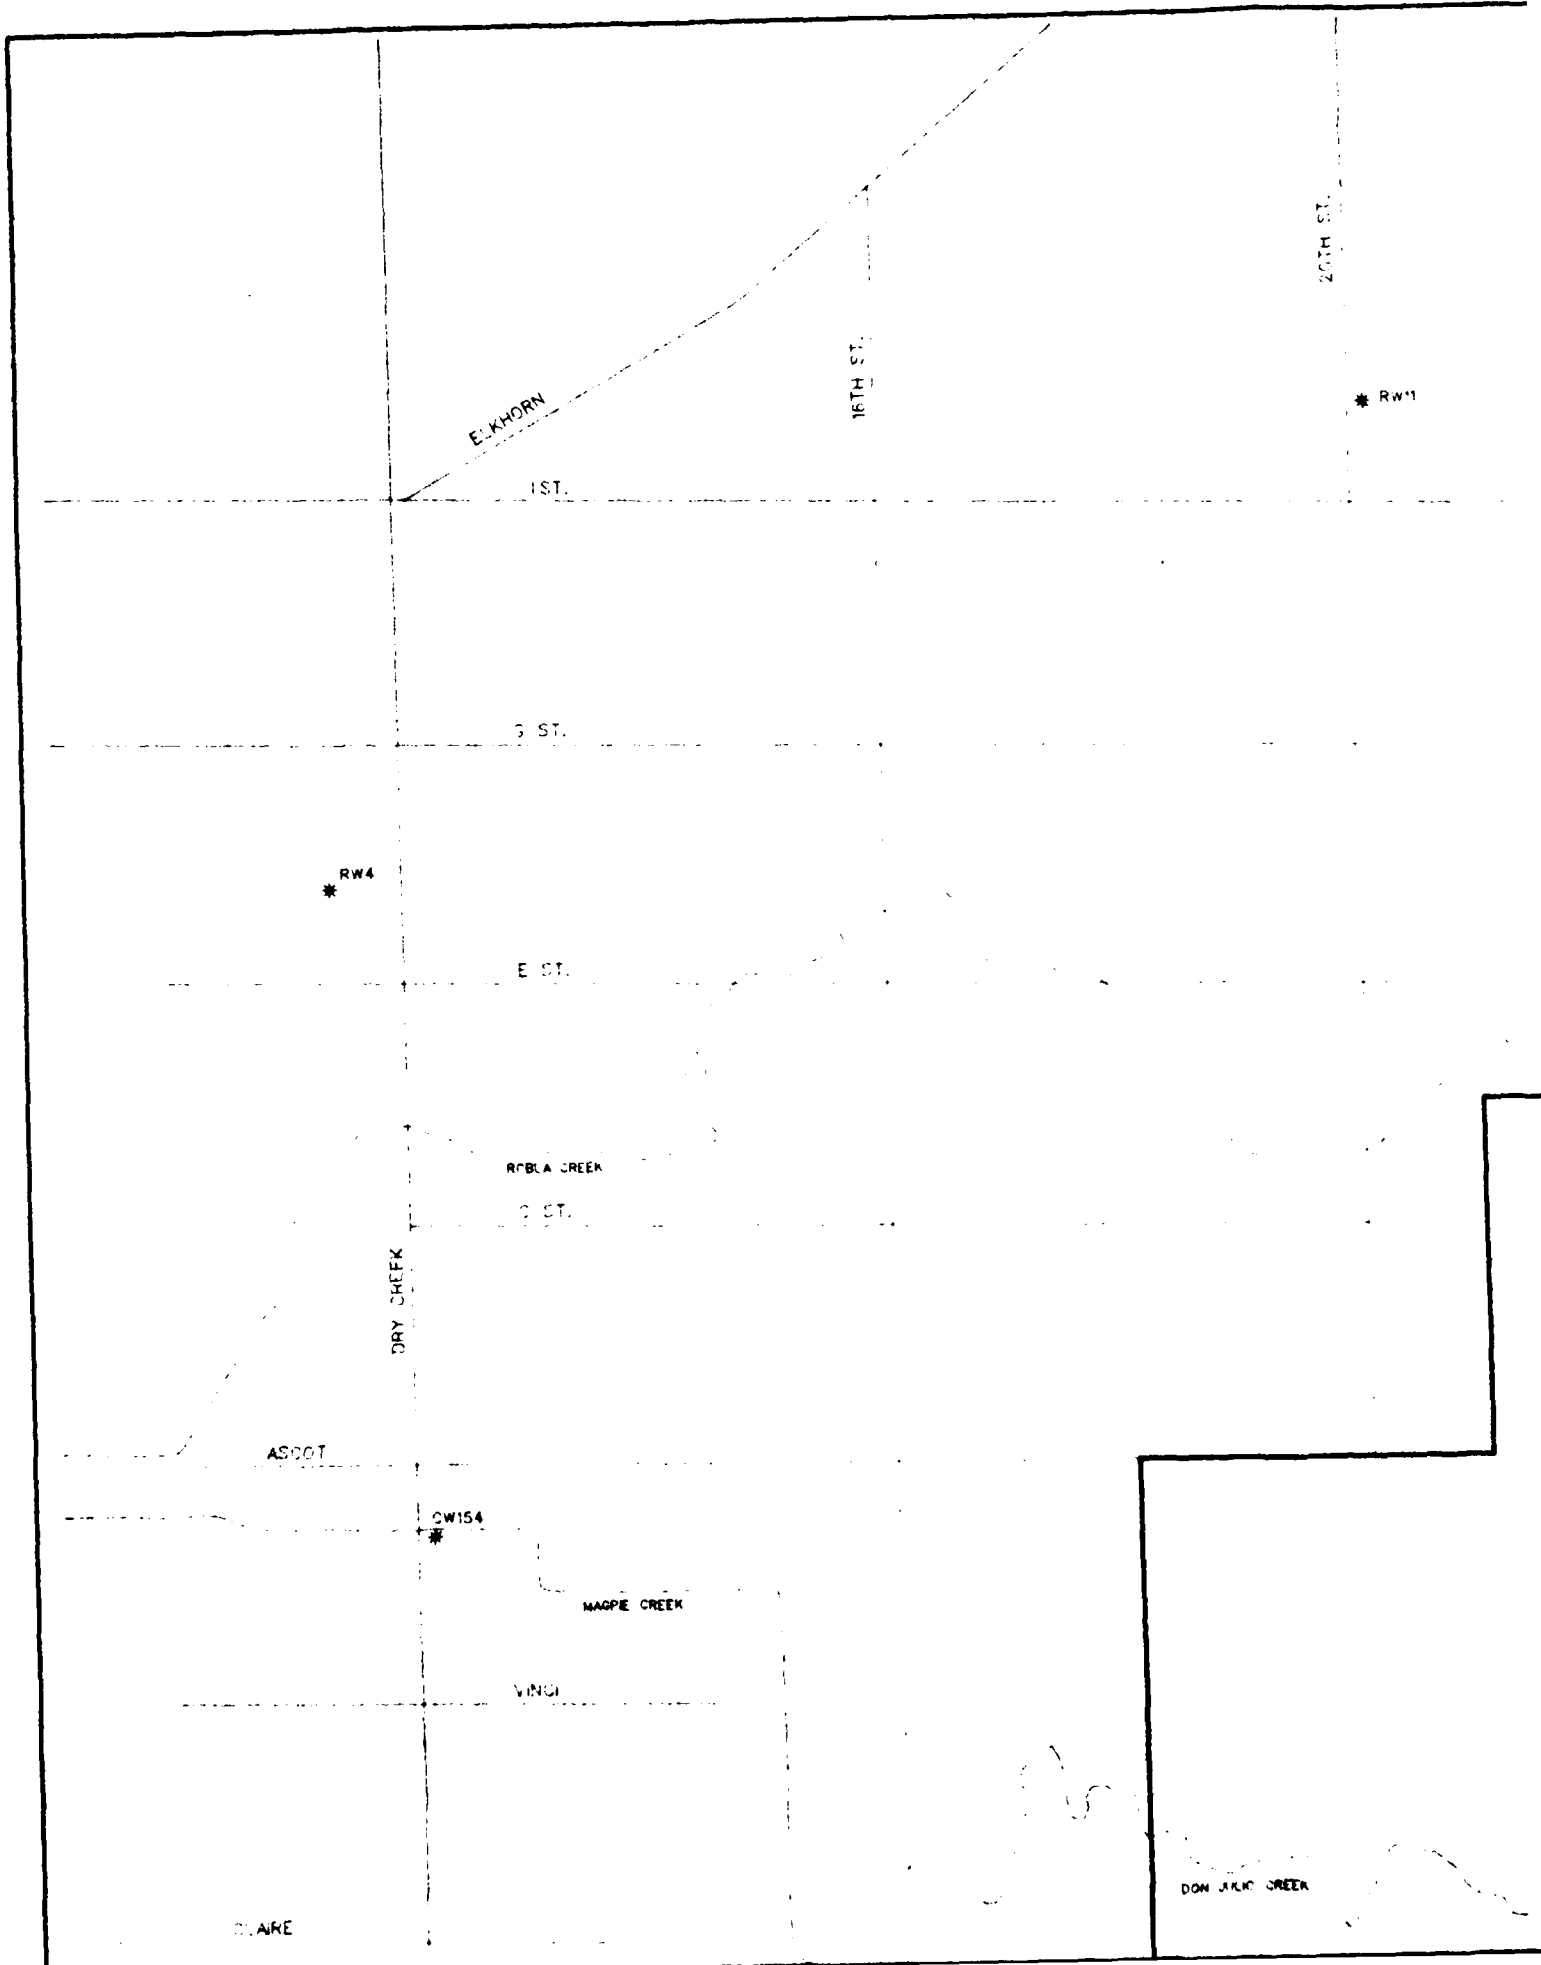 20TH ST.
16TH ST.
RW11
ELKHORN
I ST.
G ST.
RW4
E ST.
ROBLA CREEK
C ST.
DRY CREEK
ASCOT
CW154
MAGPIE CREEK
VINCI
DON JULIO CREEK
CLAIRE